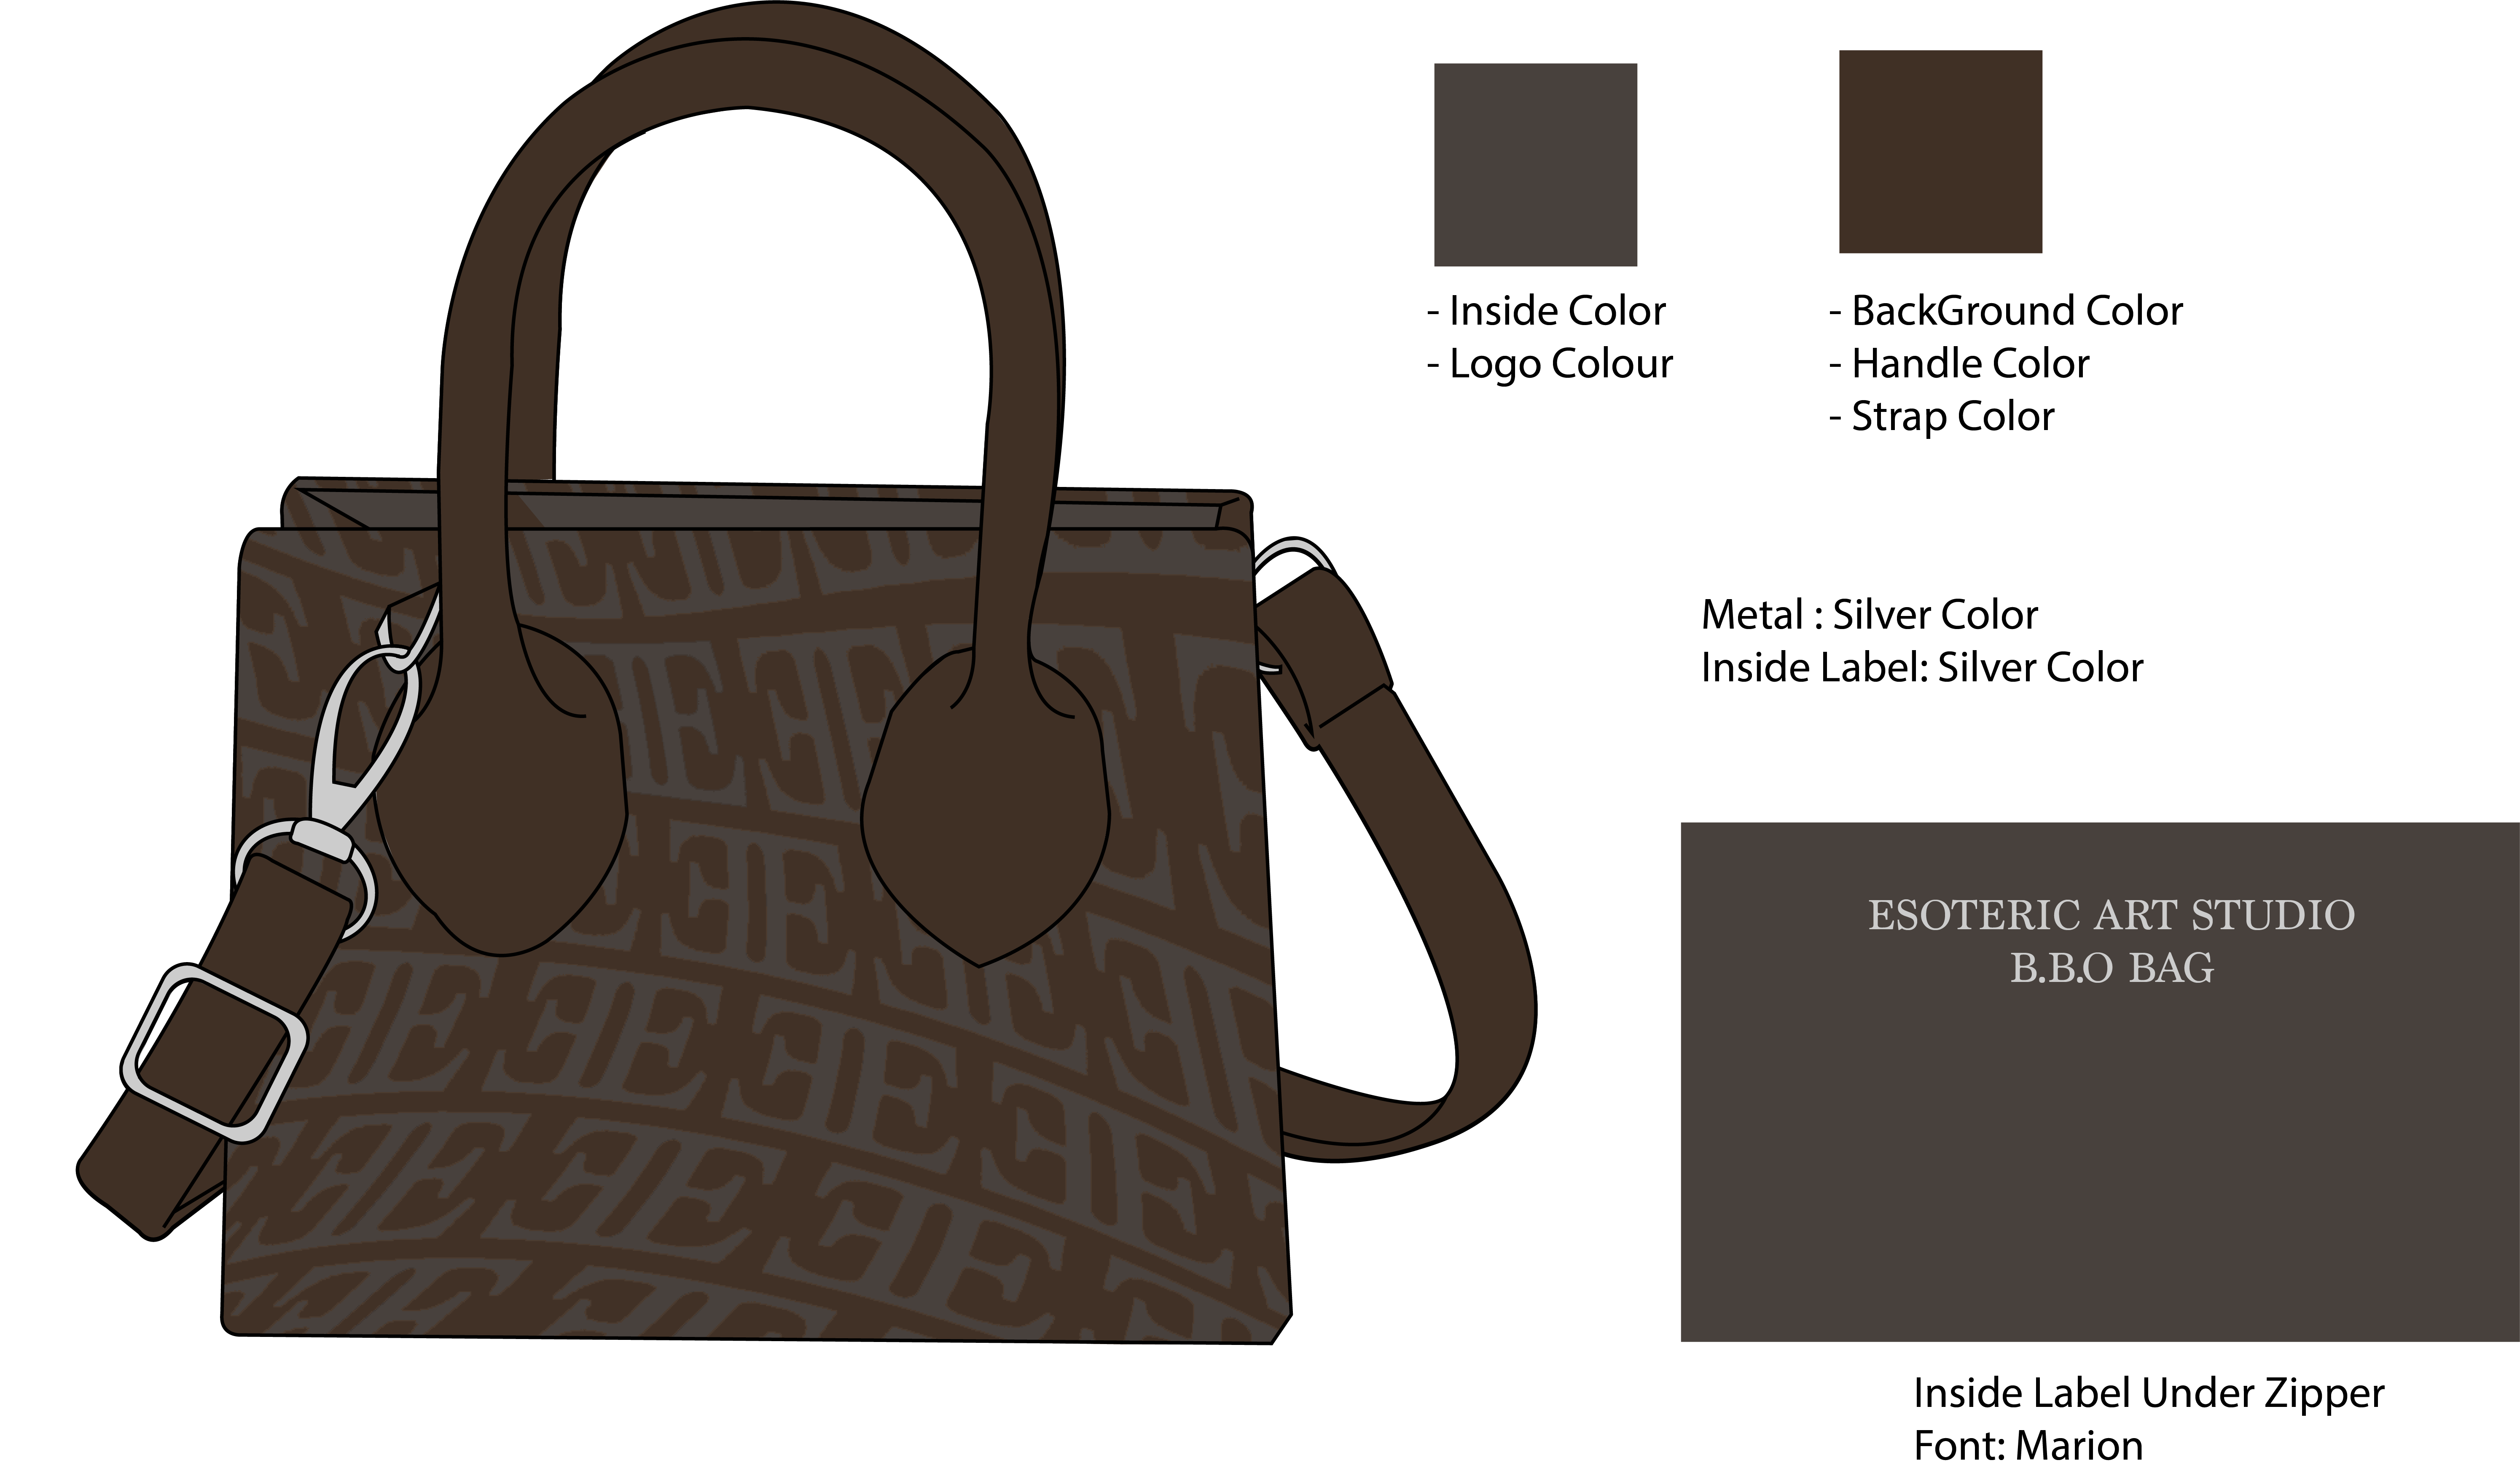 - Inside Color
- Logo Colour
- BackGround Color
- Handle Color
- Strap Color
Metal : Silver Color
Inside Label: Silver Color
ESOTERIC ART STUDIO
B.B.O BAG
Inside Label Under Zipper
Font: Marion